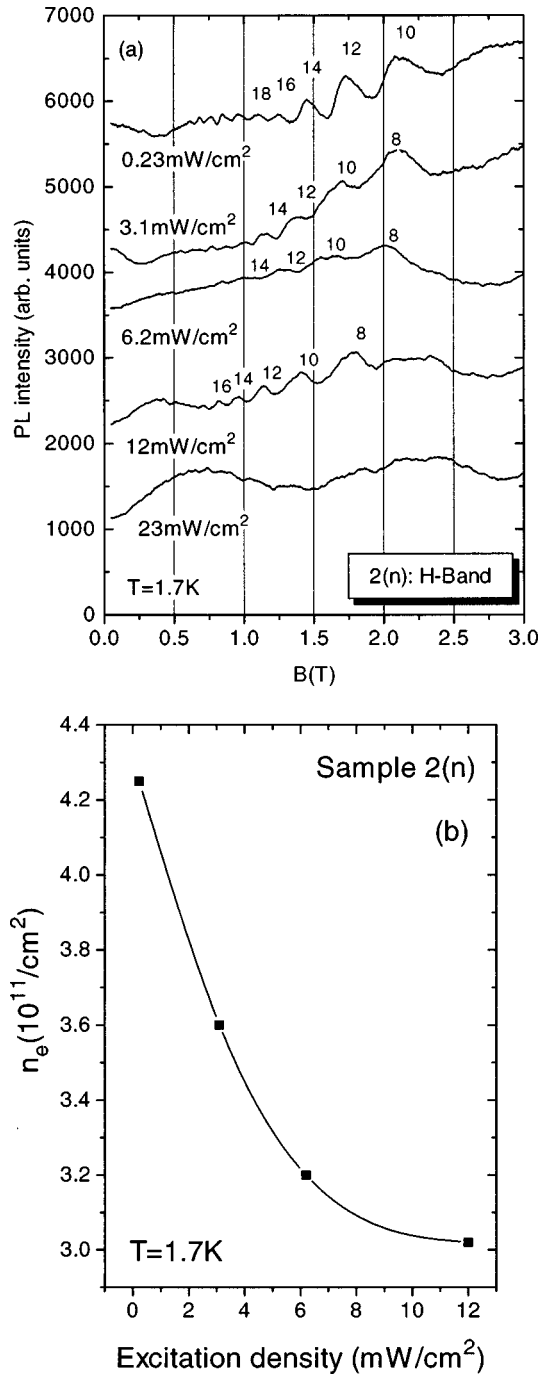 (a)
7000
6000
5000
4000
3000
2000
1000
0
PL intensity (arb. units)
18 16 14 12 10
0.23mW/cm²
14 12 10 8
3.1mW/cm²
14 12 10 8
6.2mW/cm²
16 14 12 10 8
12mW/cm²
23mW/cm²
T=1.7K
2(n): H-Band
0.0 0.5 1.0 1.5 2.0 2.5 3.0
B(T)
4.4
4.2
4.0
3.8
3.6
3.4
3.2
3.0
nₑ(10¹¹/cm²)
Sample 2(n)
(b)
T=1.7K
0 2 4 6 8 10 12
Excitation density (mW/cm²)